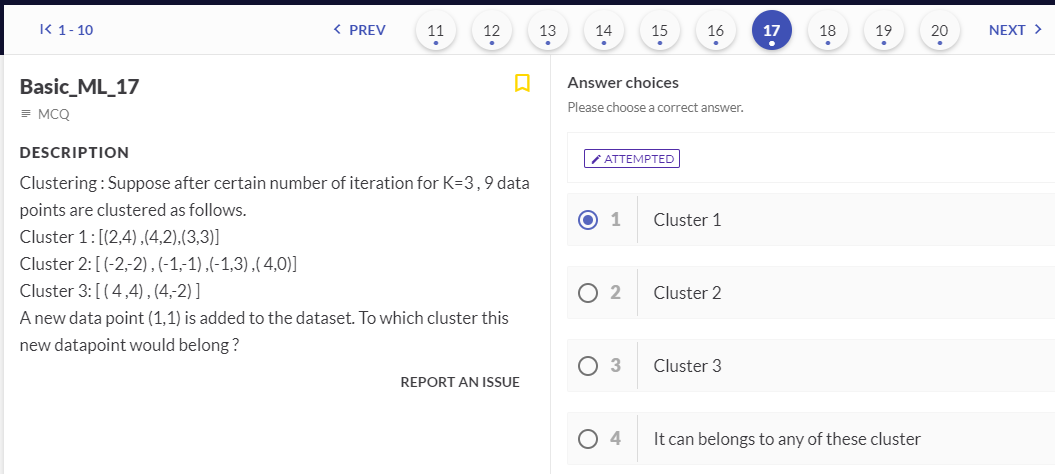 1 - 10
PREV
11
12
13
14
15
16
17
18
19
20
NEXT
Basic_ML_17
MCQ
DESCRIPTION
Clustering : Suppose after certain number of iteration for K=3 , 9 data
points are clustered as follows.
Cluster 1 : [(2,4) ,(4,2),(3,3)]
Cluster 2: [ (-2,-2) , (-1,-1) ,(-1,3) ,( 4,0)]
Cluster 3: [ ( 4 ,4) , (4,-2) ]
A new data point (1,1) is added to the dataset. To which cluster this
new datapoint would belong ?
REPORT AN ISSUE
Answer choices
Please choose a correct answer.
ATTEMPTED
1 Cluster 1
2 Cluster 2
3 Cluster 3
4 It can belongs to any of these cluster